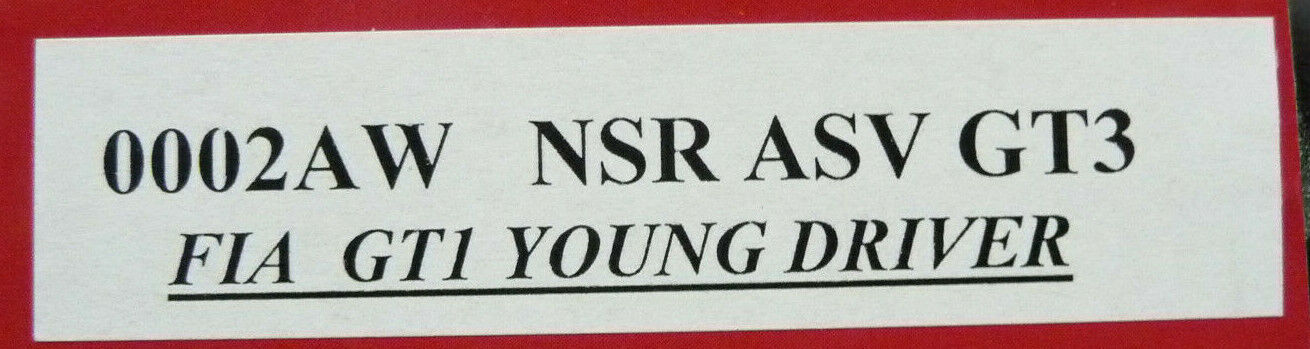 0002AW NSR ASV GT3
FIA GT1 YOUNG DRIVER